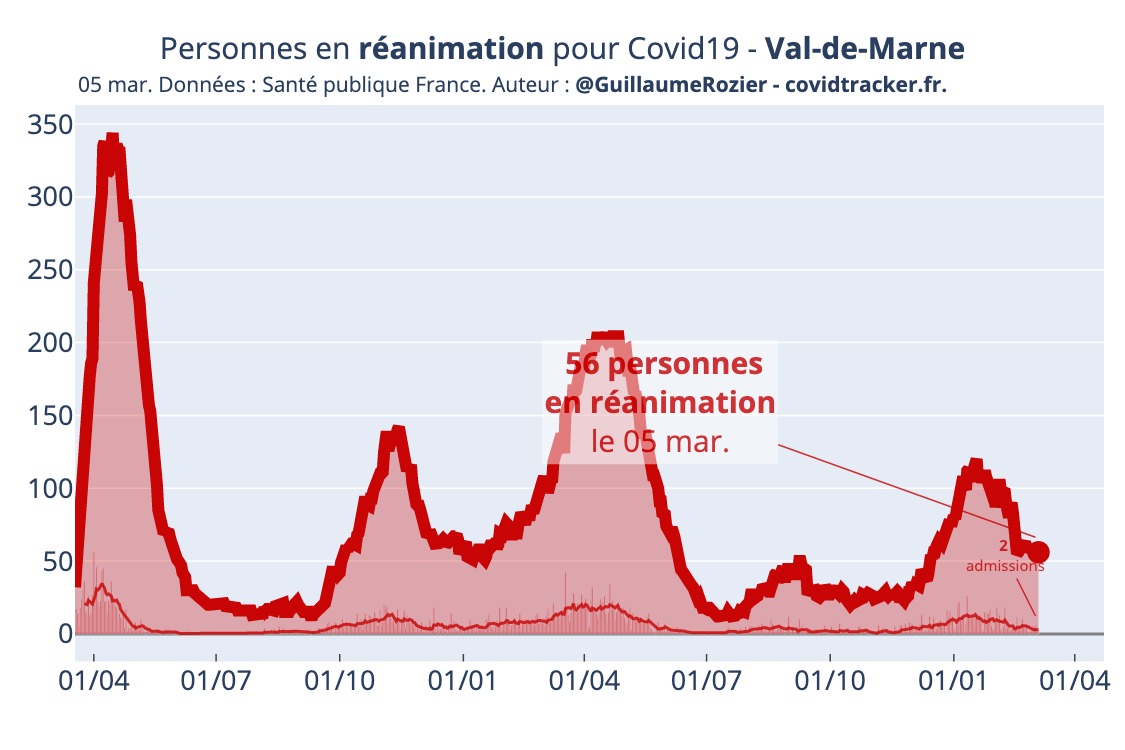 Personnes en réanimation pour Covid19 - Val-de-Marne
05 mar. Données : Santé publique France. Auteur : @GuillaumeRozier - covidtracker.fr.
350
300
250
200
150
100
50
0
56 personnes
en réanimation
le 05 mar.
2
admissions
01/04 01/07 01/10 01/01 01/04 01/07 01/10 01/01 01/04